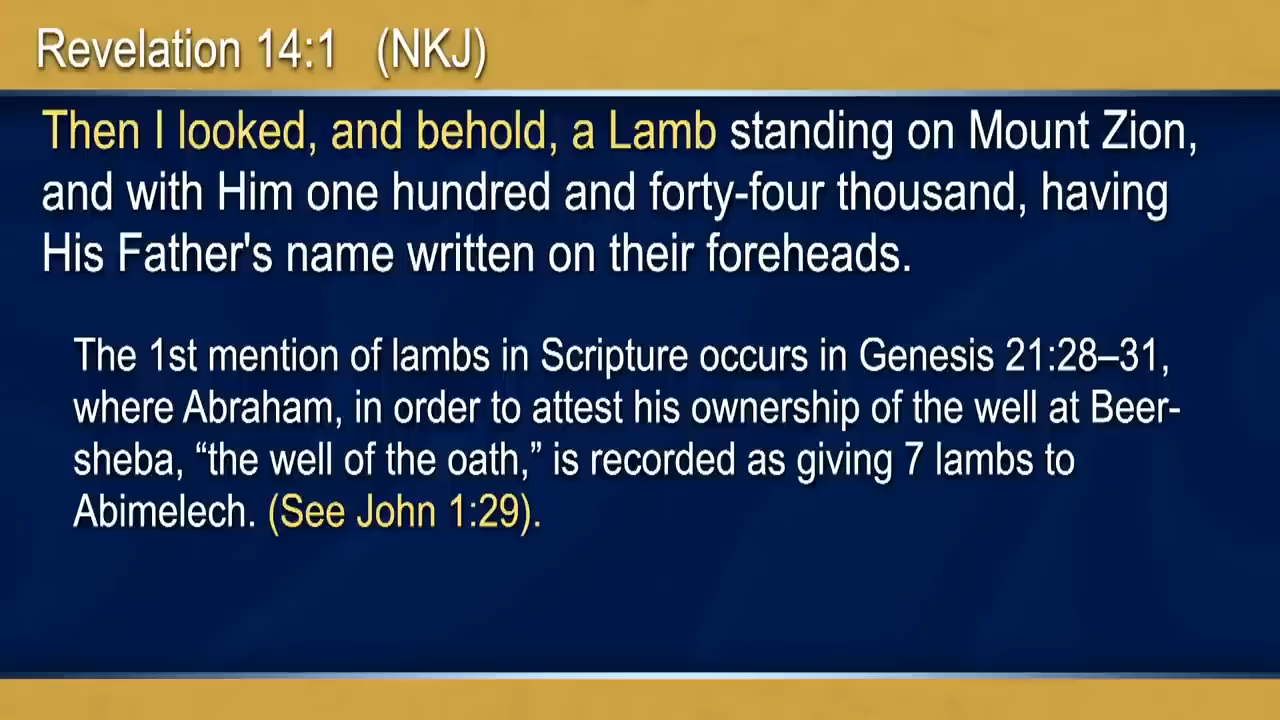 Revelation 14:1 (NKJ)
Then I looked, and behold, a Lamb standing on Mount Zion,
and with Him one hundred and forty-four thousand, having
His Father's name written on their foreheads.
The 1st mention of lambs in Scripture occurs in Genesis 21:28–31,
where Abraham, in order to attest his ownership of the well at Beer-
sheba, “the well of the oath,” is recorded as giving 7 lambs to
Abimelech. (See John 1:29).